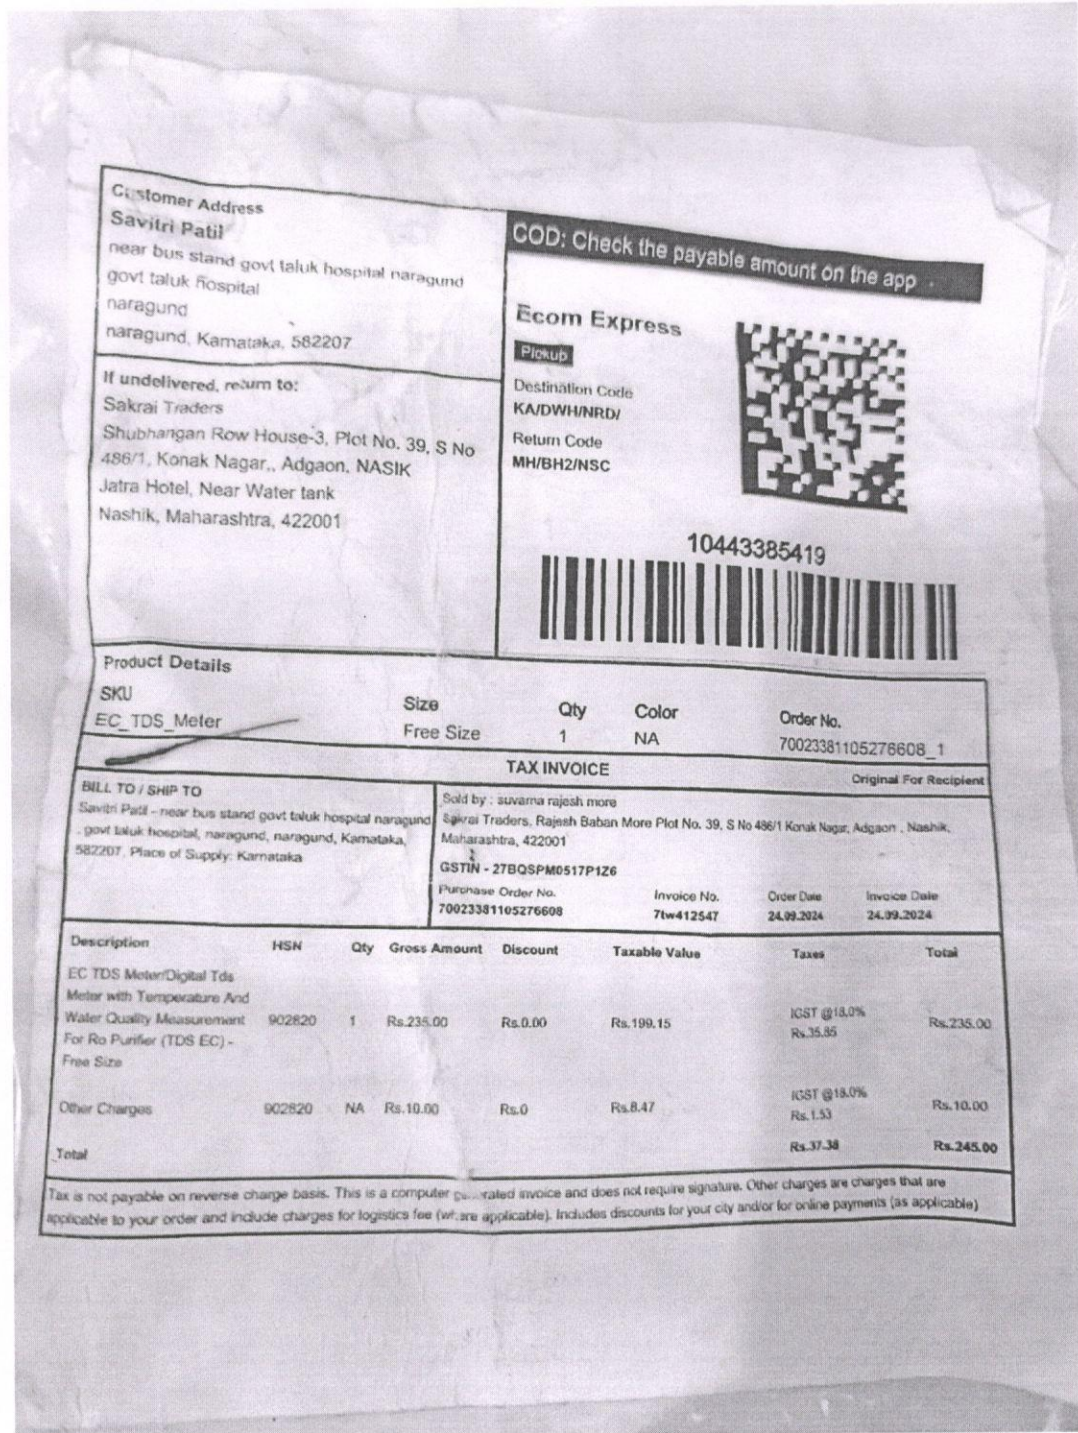 Customer Address
Savitri Patil
near bus stand govt taluk hospital naragund
govt taluk hospital
naragund
naragund, Karnataka, 582207
If undelivered, return to:
Sakrai Traders
Shubhangan Row House-3, Plot No. 39, S No
486/1, Konak Nagar,, Adgaon, NASIK
Jatra Hotel, Near Water tank
Nashik, Maharashtra, 422001
COD: Check the payable amount on the app
Ecom Express
Pickup
Destination Code
KA/DWH/NRD/
Return Code
MH/BH2/NSC
10443385419
Product Details
SKU Size Qty Color Order No.
EC_TDS_Meter Free Size 1 NA 70023381105276608_1
TAX INVOICE Original For Recipient
BILL TO / SHIP TO
Savitri Patil - near bus stand govt taluk hospital naragund
, govt taluk hospital, naragund, naragund, Karnataka,
582207, Place of Supply: Karnataka
Sold by : suvarna rajesh more
Sakrai Traders, Rajesh Baban More Plot No. 39, S No 486/1 Konak Nagar, Adgaon , Nashik,
Maharashtra, 422001
GSTIN - 27BQSPM0517P1Z6
Purchase Order No. Invoice No. Order Date Invoice Date
70023381105276608 7tw412547 24.09.2024 24.09.2024
Description HSN Qty Gross Amount Discount Taxable Value Taxes Total
EC TDS Meter/Digital Tds
Meter with Temperature And
Water Quality Measurement 902820 1 Rs.235.00 Rs.0.00 Rs.199.15 IGST @18.0% Rs.235.00
For Ro Purifier (TDS EC) - Rs.35.85
Free Size
Other Charges 902820 NA Rs.10.00 Rs.0 Rs.8.47 IGST @18.0% Rs.10.00
Rs.1.53
Total Rs.37.38 Rs.245.00
Tax is not payable on reverse charge basis. This is a computer generated invoice and does not require signature. Other charges are charges that are
applicable to your order and include charges for logistics fee (where applicable). Includes discounts for your city and/or for online payments (as applicable)